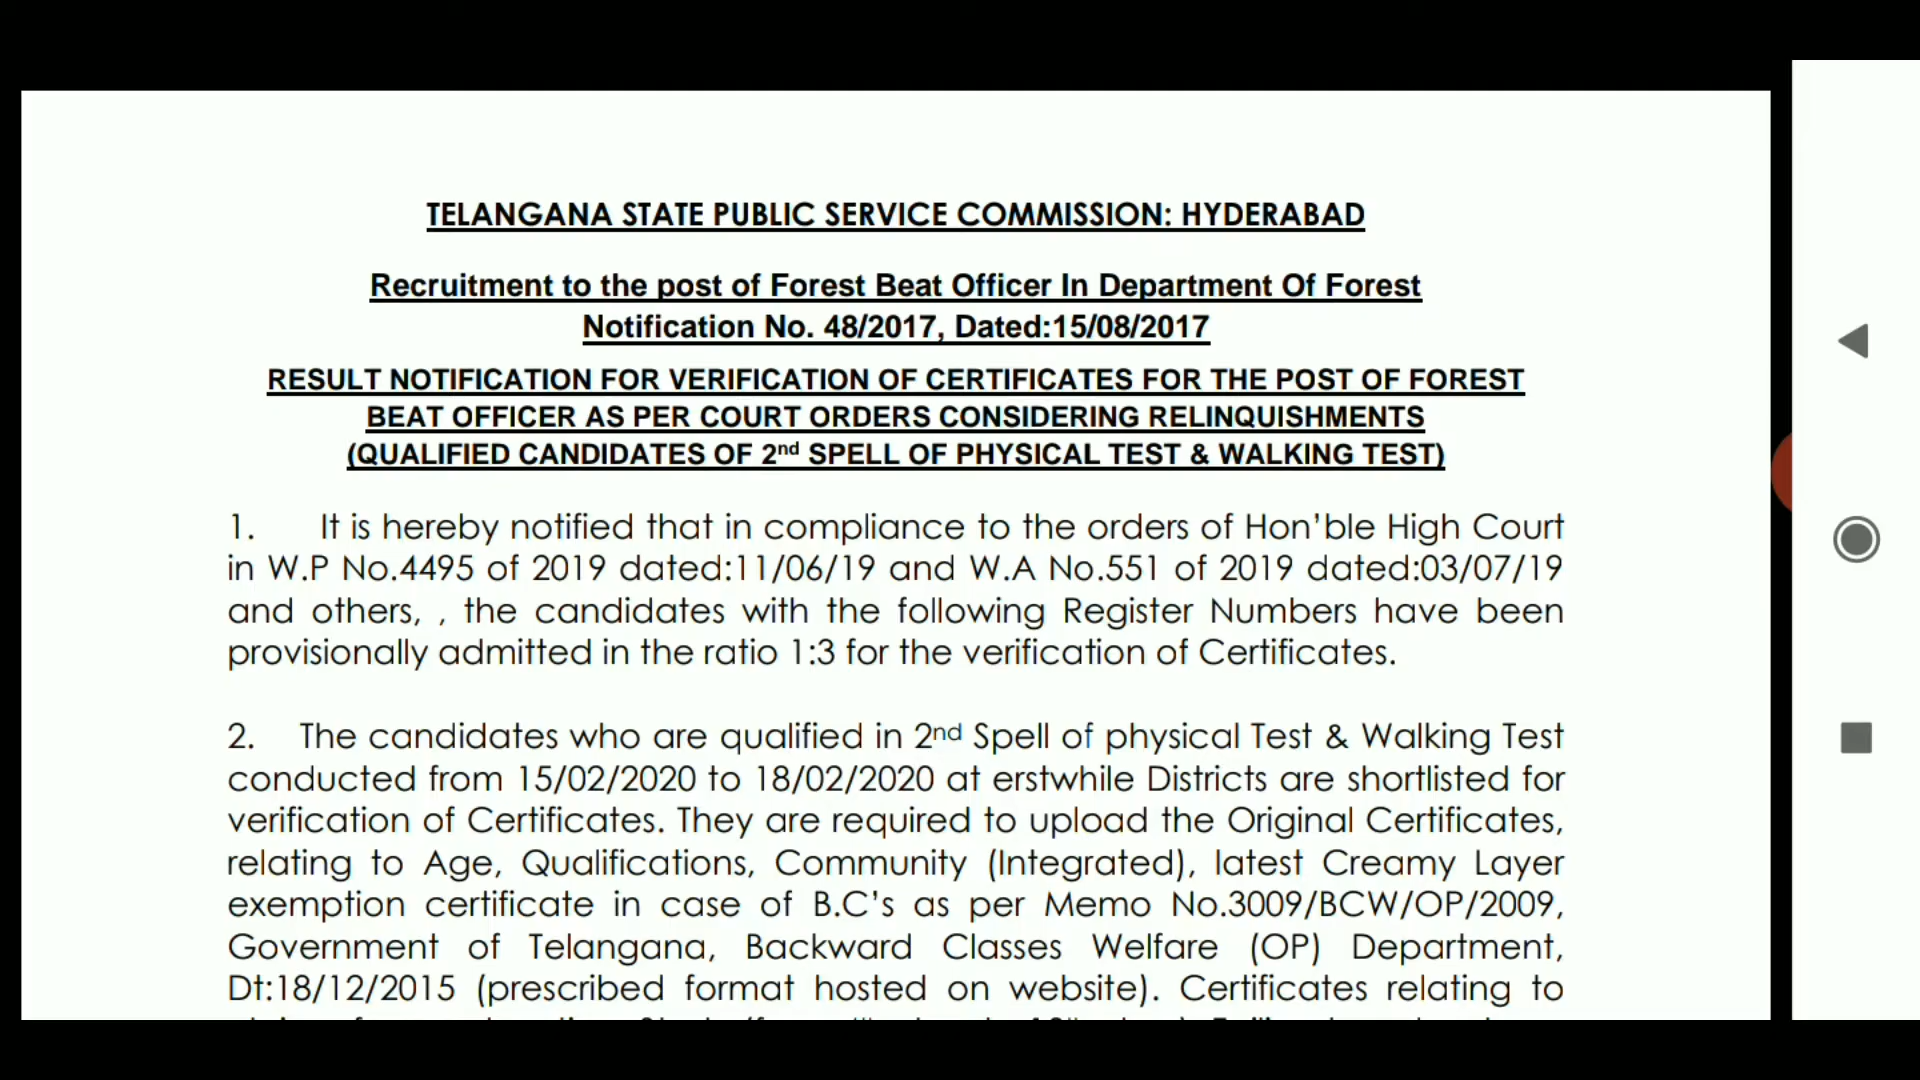 TELANGANA STATE PUBLIC SERVICE COMMISSION: HYDERABAD
Recruitment to the post of Forest Beat Officer In Department Of Forest
Notification No. 48/2017, Dated:15/08/2017
RESULT NOTIFICATION FOR VERIFICATION OF CERTIFICATES FOR THE POST OF FOREST
BEAT OFFICER AS PER COURT ORDERS CONSIDERING RELINQUISHMENTS
(QUALIFIED CANDIDATES OF 2nd SPELL OF PHYSICAL TEST & WALKING TEST)
1. It is hereby notified that in compliance to the orders of Hon’ble High Court
in W.P No.4495 of 2019 dated:11/06/19 and W.A No.551 of 2019 dated:03/07/19
and others, , the candidates with the following Register Numbers have been
provisionally admitted in the ratio 1:3 for the verification of Certificates.
2. The candidates who are qualified in 2nd Spell of physical Test & Walking Test
conducted from 15/02/2020 to 18/02/2020 at erstwhile Districts are shortlisted for
verification of Certificates. They are required to upload the Original Certificates,
relating to Age, Qualifications, Community (Integrated), latest Creamy Layer
exemption certificate in case of B.C’s as per Memo No.3009/BCW/OP/2009,
Government of Telangana, Backward Classes Welfare (OP) Department,
Dt:18/12/2015 (prescribed format hosted on website). Certificates relating to